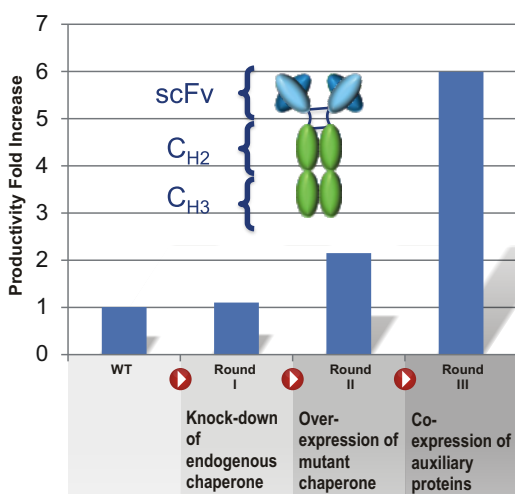 7
6
5
4
3
2
1
0
Productivity Fold Increase
scFv
CH2
CH3
WT
Round
I
Round
II
Round
III
Knock-down
of
endogenous
chaperone
Over-
expression of
mutant
chaperone
Co-
expression of
auxiliary
proteins